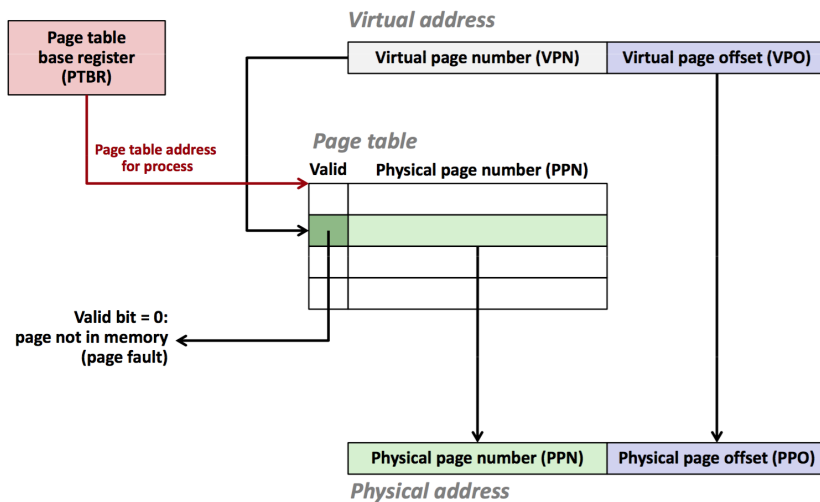 Virtual address
Page table
base register
(PTBR)
Virtual page number (VPN)
Virtual page offset (VPO)
Page table
Page table address
for process
Valid
Physical page number (PPN)
Valid bit = 0:
page not in memory
(page fault)
Physical page number (PPN)
Physical page offset (PPO)
Physical address